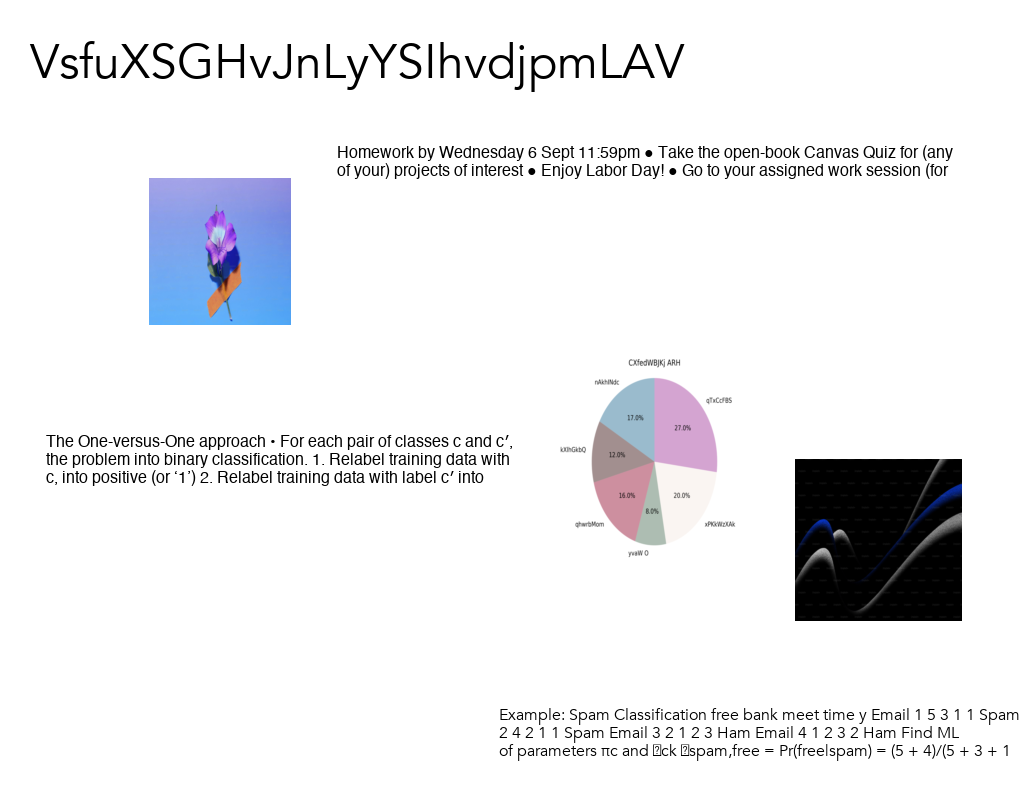 VsfuXSGHvJnLyYSIhvdjpmLAV
Homework by Wednesday 6 Sept 11:59pm ● Take the open-book Canvas Quiz for (any
of your) projects of interest ● Enjoy Labor Day! ● Go to your assigned work session (for
CXfedWBJKj ARH
nAkhINdc
qTxCcFBS
17.0%
27.0%
kXIhGkbQ
12.0%
16.0%
20.0%
8.0%
qhwrbMom
xPKkWzXAk
yvaW O
The One-versus-One approach • For each pair of classes c and c′,
the problem into binary classification. 1. Relabel training data with
c, into positive (or ‘1’) 2. Relabel training data with label c′ into
Example: Spam Classification free bank meet time y Email 1 5 3 1 1 Spam
2 4 2 1 1 Spam Email 3 2 1 2 3 Ham Email 4 1 2 3 2 Ham Find ML
of parameters πc and ck spam,free = Pr(free|spam) = (5 + 4)/(5 + 3 + 1